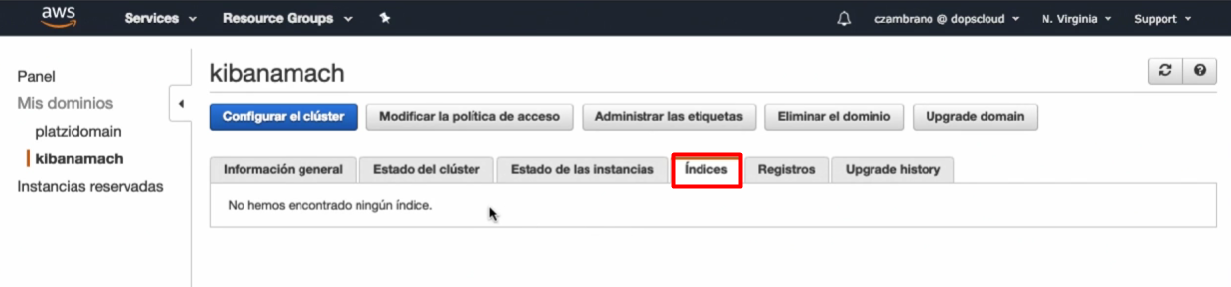 aws Services Resource Groups czambrano @ dopscloud N. Virginia Support
Panel
Mis dominios
platzidomain
kibanamach
Instancias reservadas
kibanamach
Configurar el clúster Modificar la política de acceso Administrar las etiquetas Eliminar el dominio Upgrade domain
Información general Estado del clúster Estado de las instancias Índices Registros Upgrade history
No hemos encontrado ningún índice.